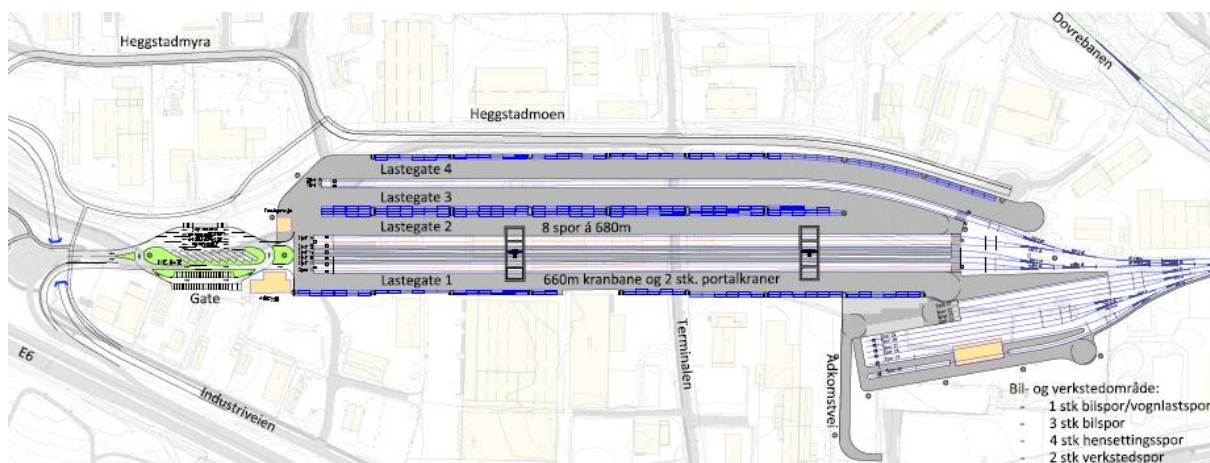 Heggstadmyra
Dovrebanen
Heggstadmoen
Lastegate 4
Lastegate 3
Lastegate 2
8 spor á 680m
Lastegate 1
660m kranbane og 2 stk. portalkraner
Gate
E6
Industriveien
Terminalen
Adkomstvei
Bil- og verkstedområde:
- 1 stk bilspor/vognlastspor
- 3 stk bilspor
- 4 stk hensettingsspor
- 2 stk verkstedspor